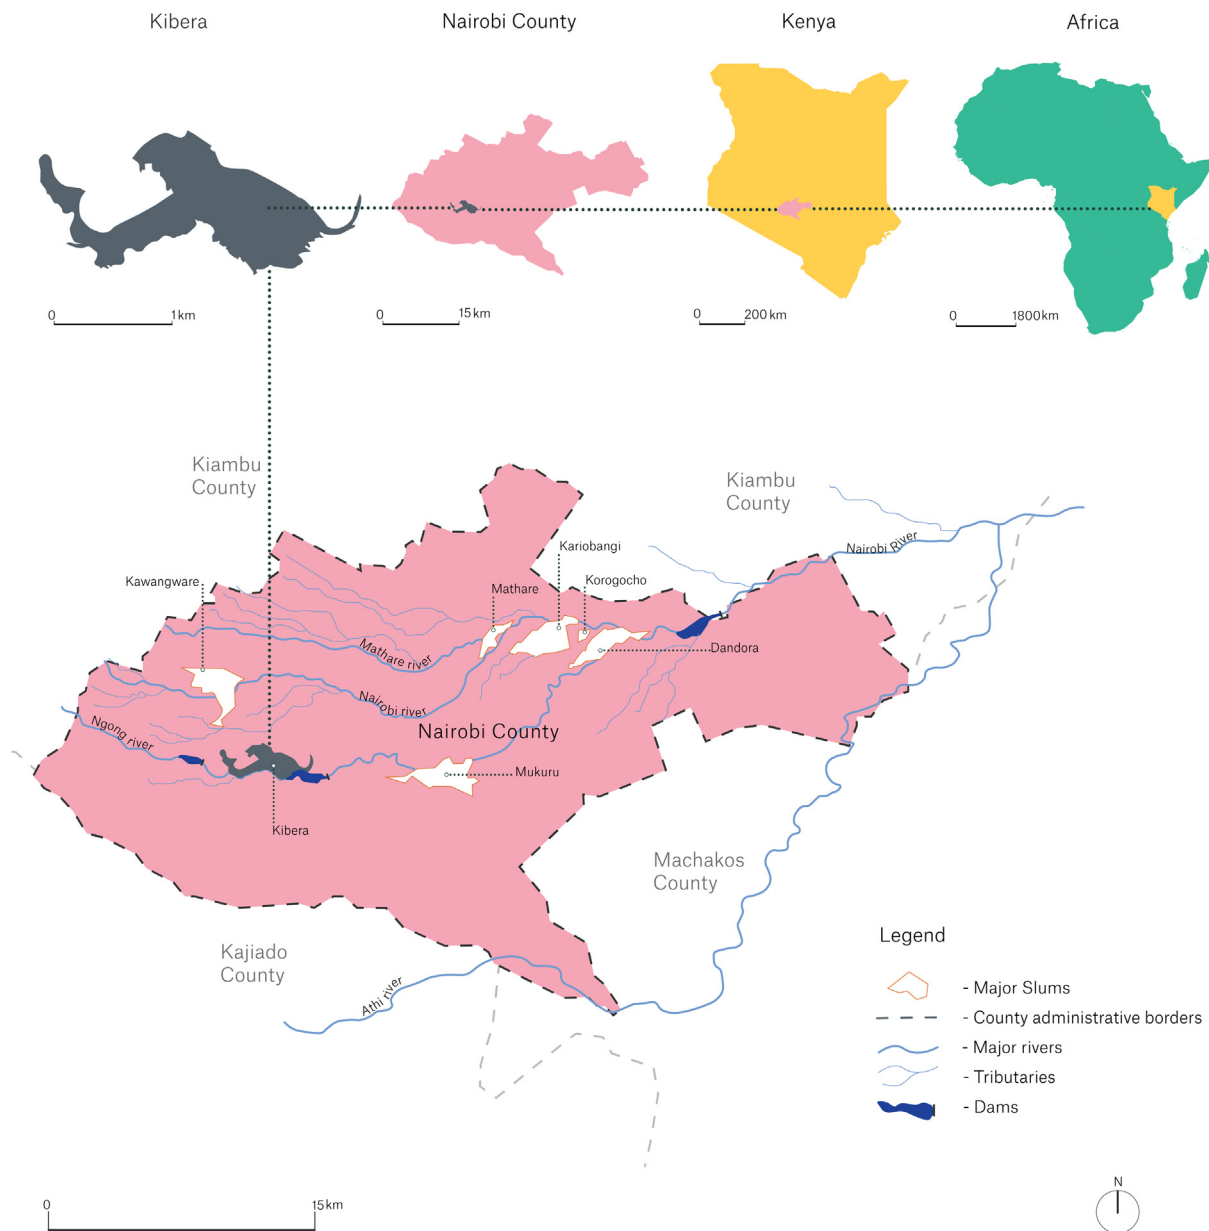 Kibera
Nairobi County
Kenya
Africa
0
1km
0
15km
0
200km
0
1800km
Kiambu
County
Kiambu
County
Nairobi River
Kariobangi
Kawangware
Mathare
Korogocho
Mathare river
Dandora
Nairobi river
Ngong river
Nairobi County
Mukuru
Kibera
Machakos
County
Kajiado
County
Athi river
Legend
- Major Slums
- County administrative borders
- Major rivers
- Tributaries
- Dams
0
15km
N